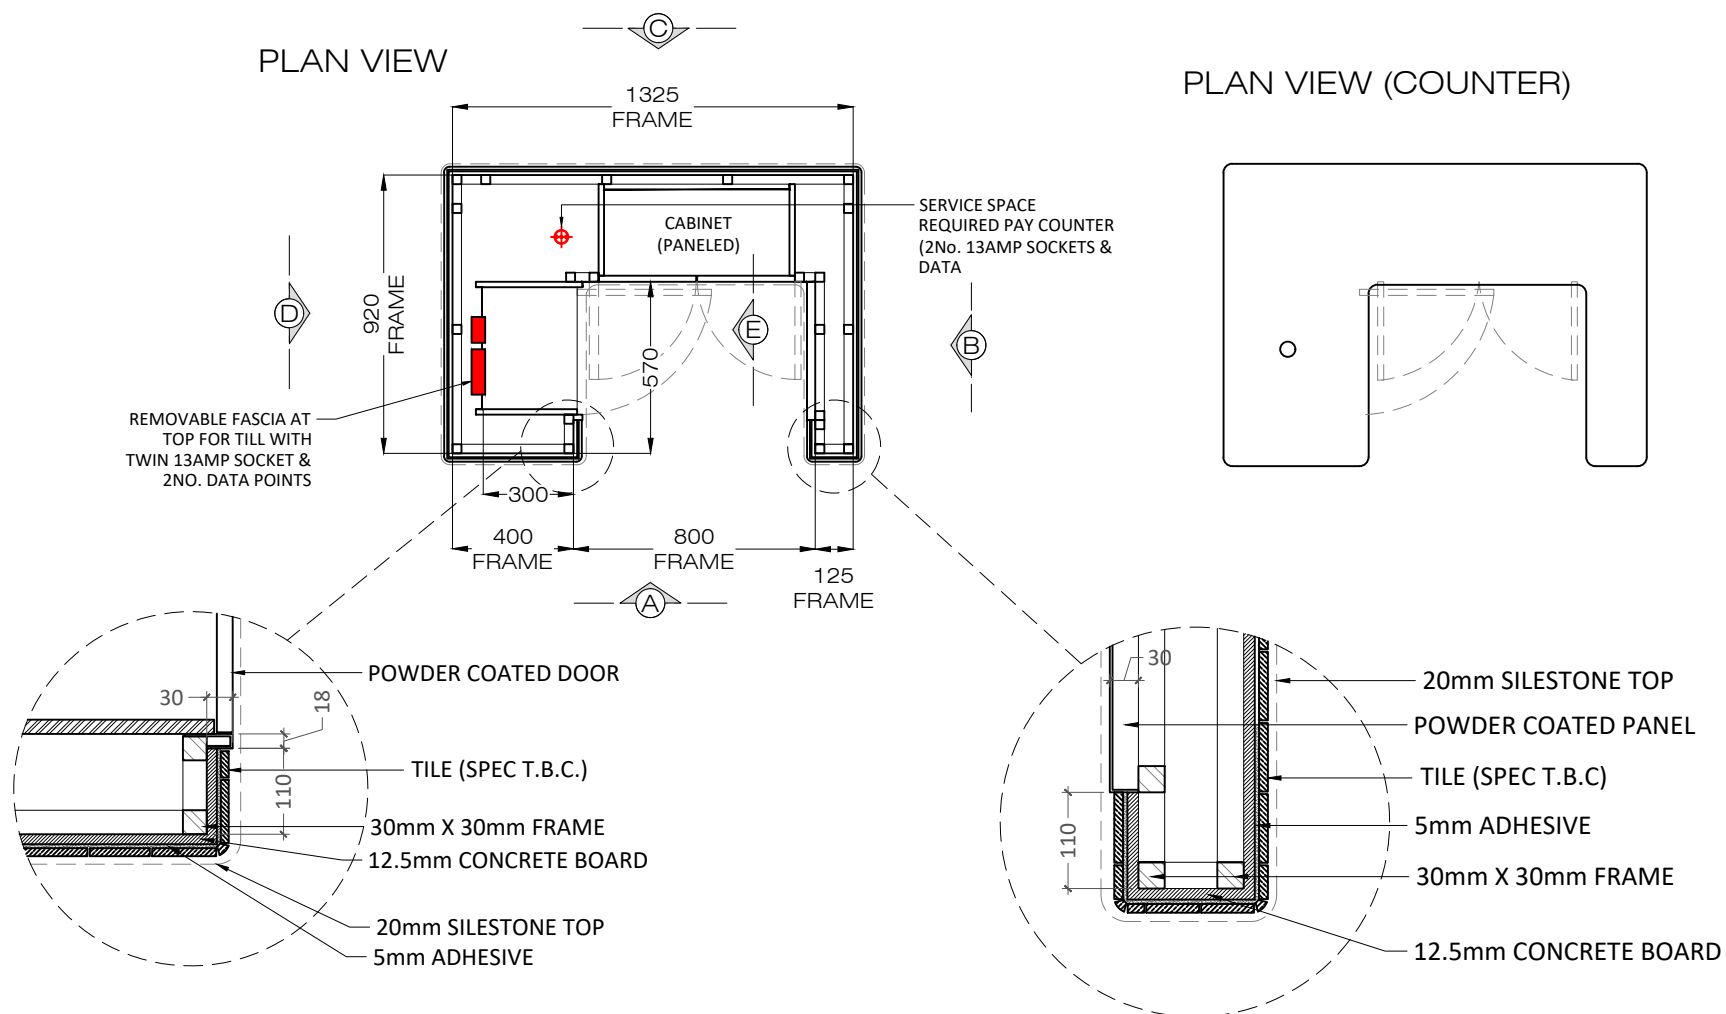 PLAN VIEW
C
PLAN VIEW (COUNTER)
1325
FRAME
CABINET
(PANELED)
SERVICE SPACE
REQUIRED PAY COUNTER
(2No. 13AMP SOCKETS &
DATA
920
FRAME
D
E
B
570
REMOVABLE FASCIA AT
TOP FOR TILL WITH
TWIN 13AMP SOCKET &
2NO. DATA POINTS
300
400
FRAME
800
FRAME
125
FRAME
A
POWDER COATED DOOR
30
18
TILE (SPEC T.B.C.)
110
30mm X 30mm FRAME
12.5mm CONCRETE BOARD
20mm SILESTONE TOP
5mm ADHESIVE
30
20mm SILESTONE TOP
POWDER COATED PANEL
TILE (SPEC T.B.C)
110
5mm ADHESIVE
30mm X 30mm FRAME
12.5mm CONCRETE BOARD